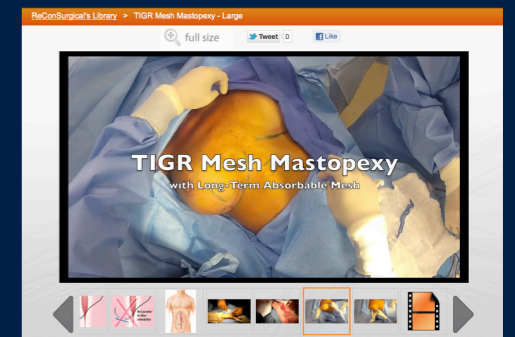 ReConSurgical's Library > TIGR Mesh Mastopexy - Large
full size
Tweet 0
Like
TIGR Mesh Mastopexy
with Long-Term Absorbable Mesh